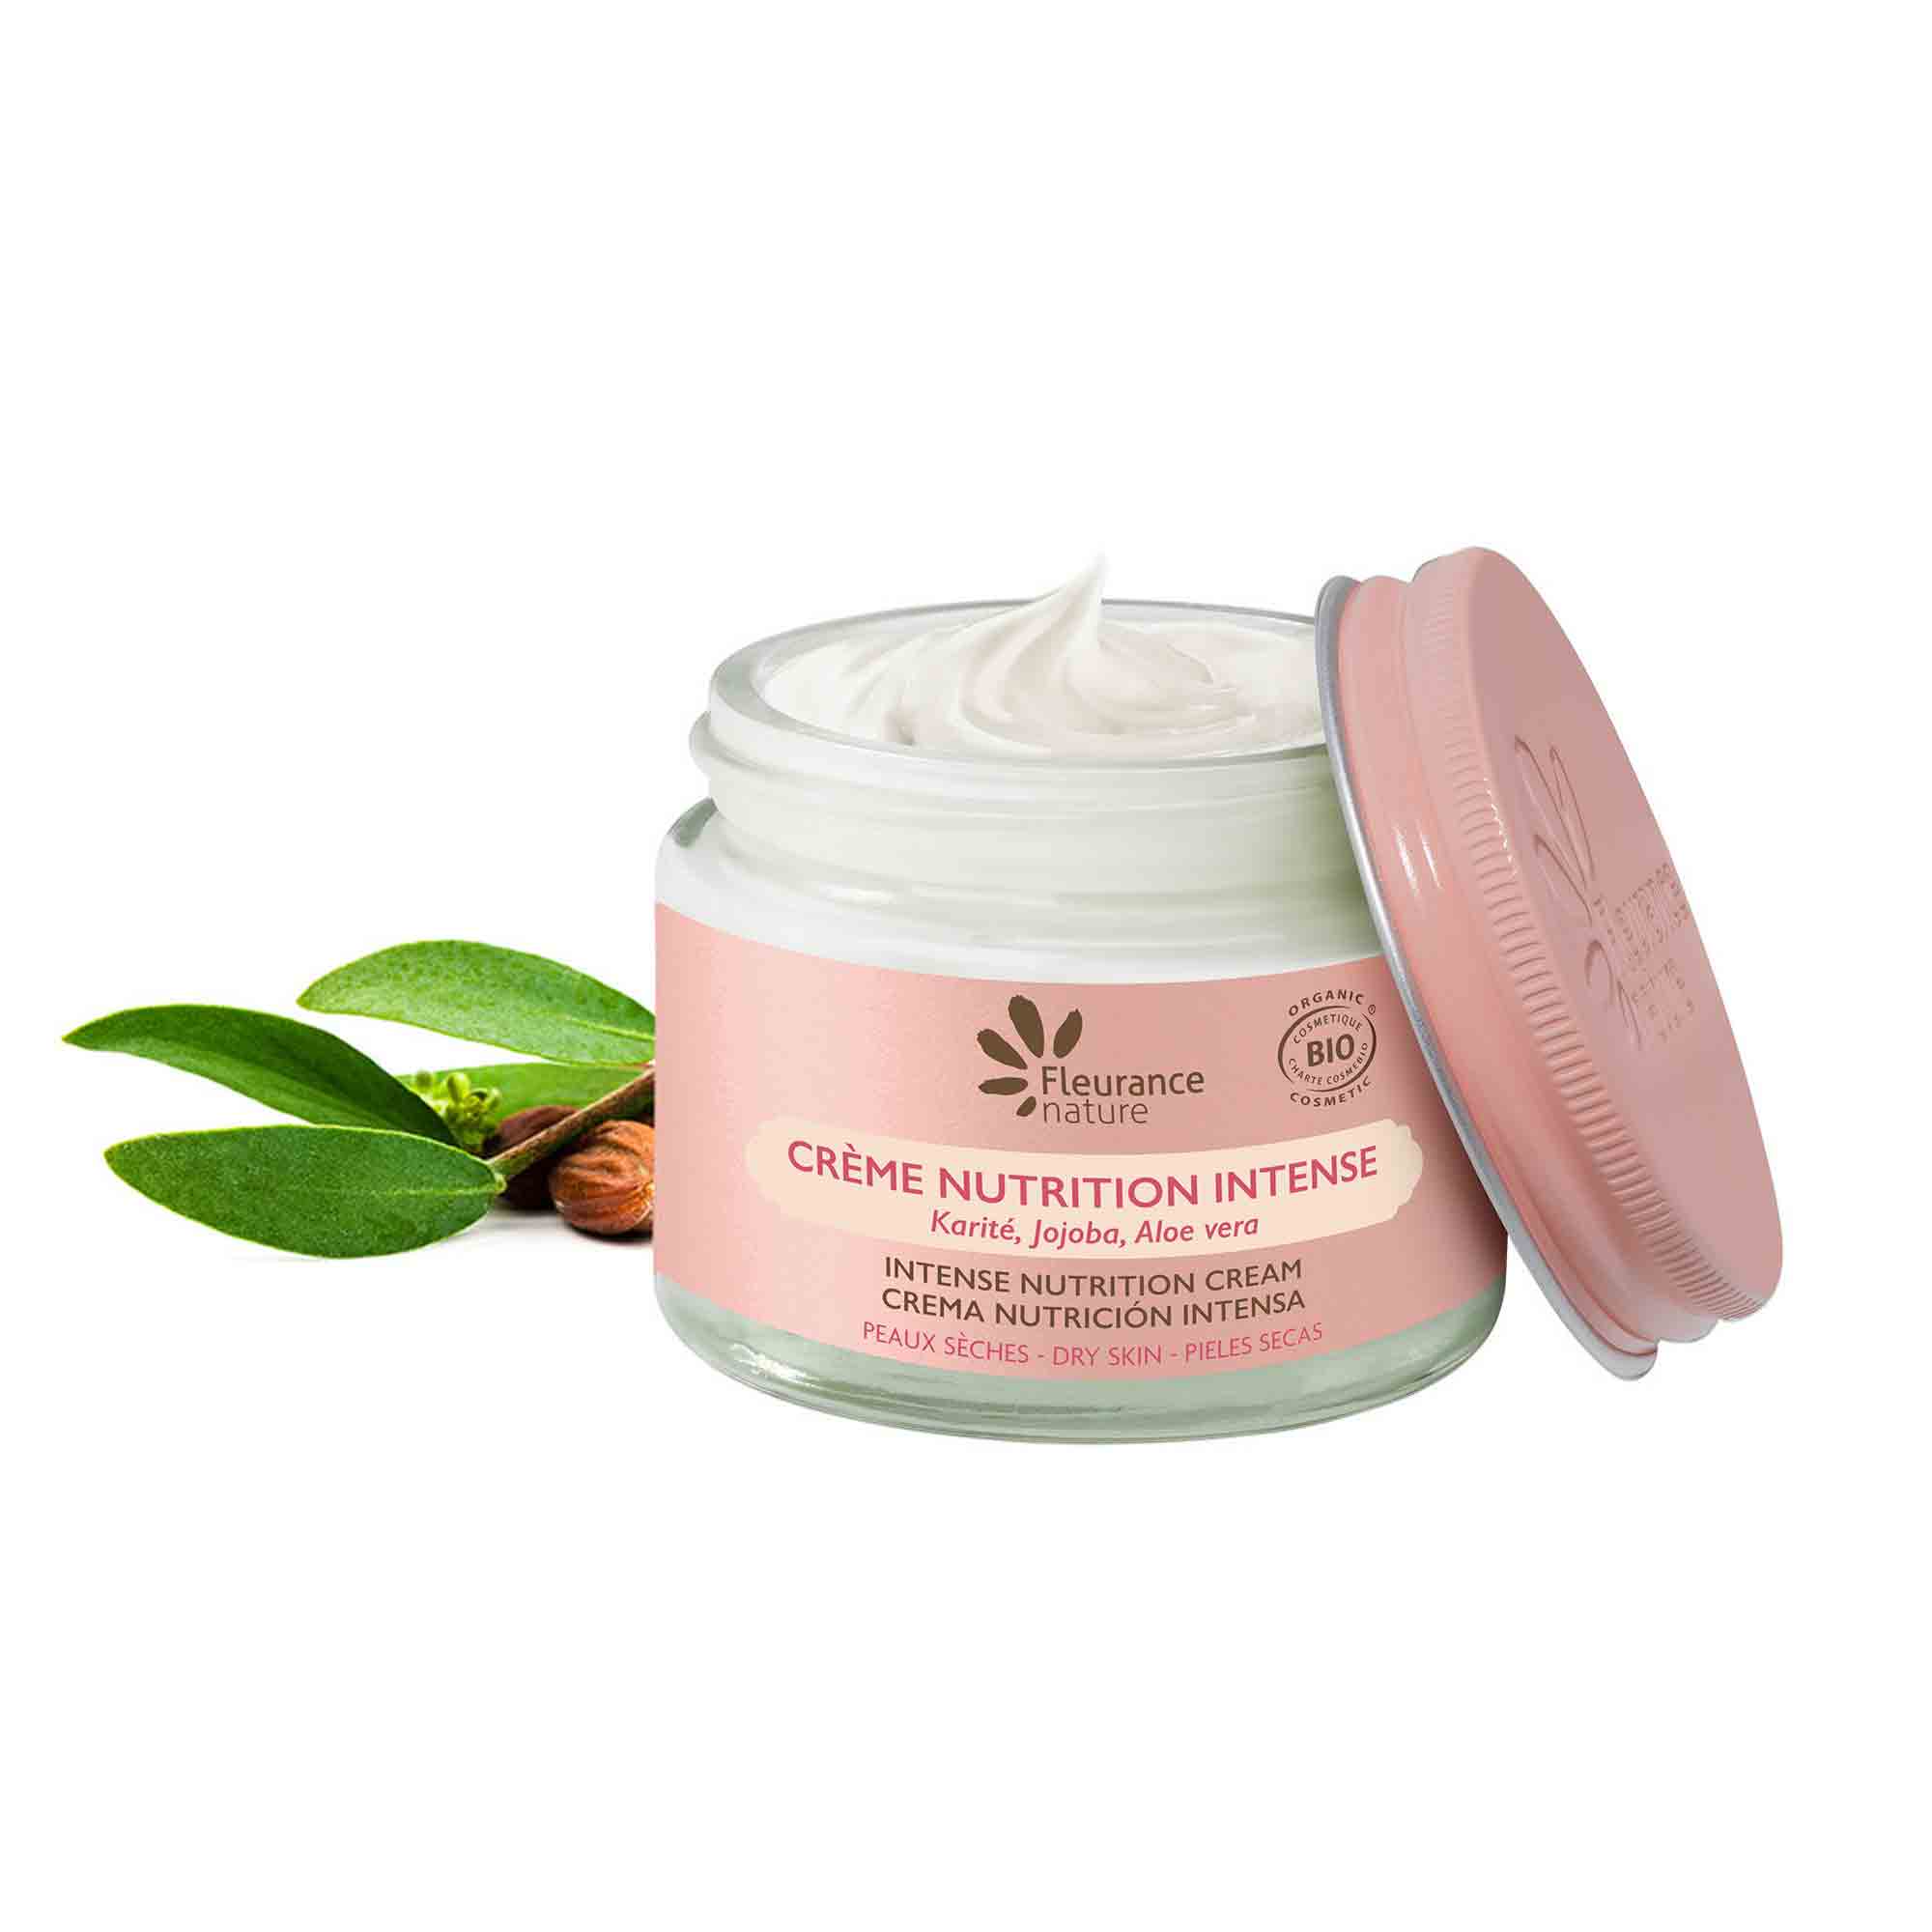 Fleurance
nature
ORGANIC ®
COSMETIQUE
BIO
CHARTE COSMEBIO
COSMETIC
CRÈME NUTRITION INTENSE
Karité, Jojoba, Aloe vera
INTENSE NUTRITION CREAM
CREMA NUTRICIÓN INTENSA
PEAUX SÈCHES - DRY SKIN - PIELES SECAS